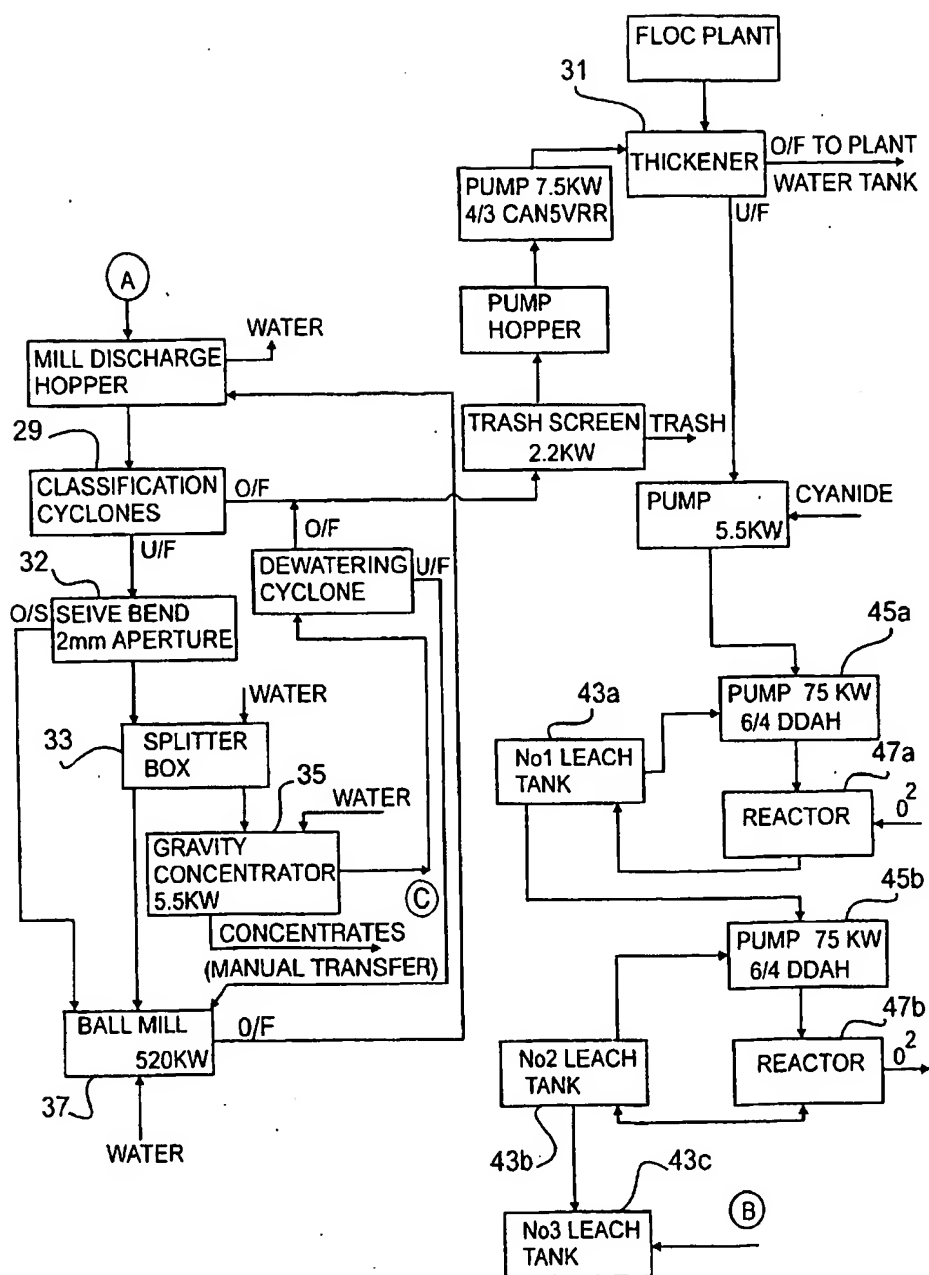 FLOC PLANT
31
THICKENER
O/F TO PLANT
WATER TANK
U/F
PUMP 7.5KW
4/3 CAN5VRR
PUMP
HOPPER
A
MILL DISCHARGE
HOPPER
WATER
TRASH SCREEN
2.2KW
TRASH
29
CLASSIFICATION
CYCLONES
O/F
U/F
O/F
DEWATERING
CYCLONE
U/F
PUMP
5.5KW
CYANIDE
32
O/S
SEIVE BEND
2mm APERTURE
33
WATER
SPLITTER
BOX
35
WATER
GRAVITY
CONCENTRATOR
5.5KW
C
CONCENTRATES
(MANUAL TRANSFER)
BALL MILL
520KW
0/F
37
WATER
45a
PUMP 75 KW
6/4 DDAH
43a
No1 LEACH
TANK
47a
REACTOR
0²
45b
PUMP 75 KW
6/4 DDAH
47b
REACTOR
0²
No2 LEACH
TANK
43b
43c
B
No3 LEACH
TANK